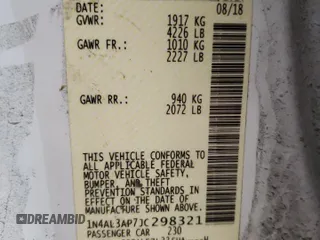 DATE: 08/18
GVWR: 1917 KG
4226 LB
GAWR FR: 1010 KG
2227 LB
GAWR RR: 940 KG
2072 LB
THIS VEHICLE CONFORMS TO ALL
APPLICABLE U.S. FEDERAL
MOTOR VEHICLE SAFETY,
BUMPER, AND THEFT
PREVENTION STANDARDS IN
EFFECT ON THE DATE OF
MANUFACTURE SHOWN ABOVE.
1N4AL3AP7JC298321
PASSENGER CAR 230